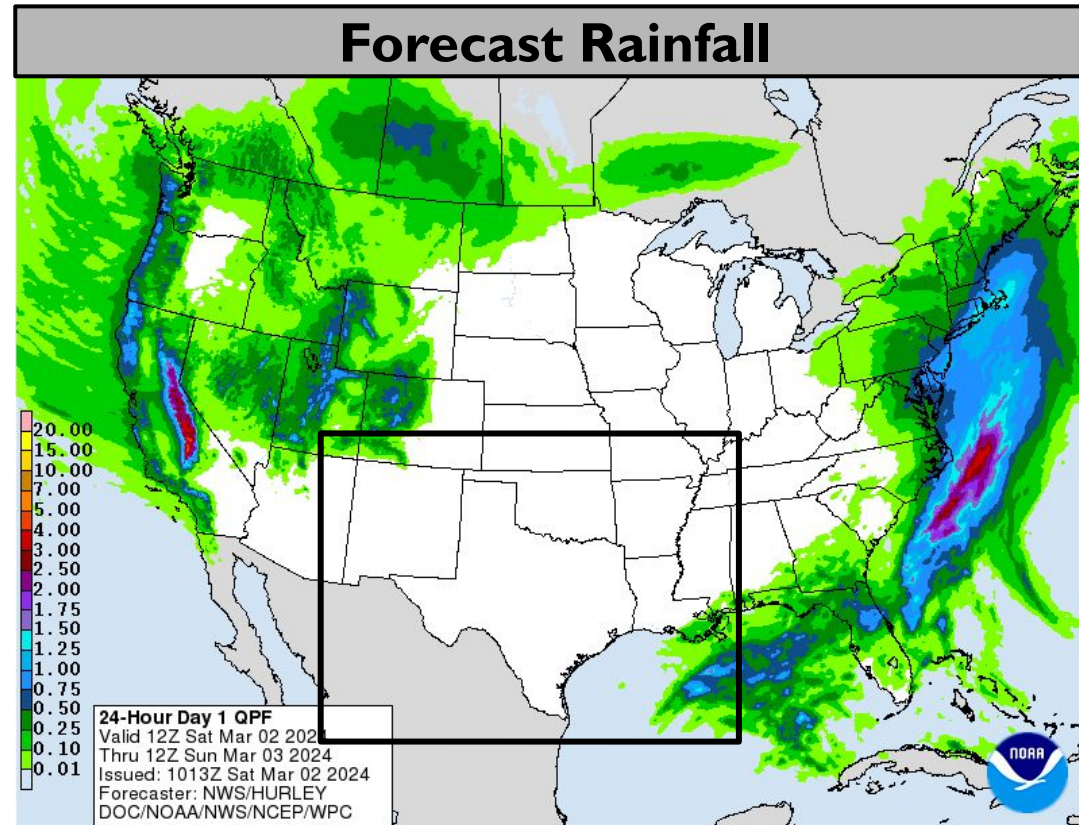 Forecast Rainfall
20.00
15.00
10.00
7.00
5.00
4.00
3.00
2.50
2.00
1.75
1.50
1.25
1.00
0.75
0.50
0.25
0.10
0.01
24-Hour Day 1 QPF
Valid 12Z Sat Mar 02 2024
Thru 12Z Sun Mar 03 2024
Issued: 1013Z Sat Mar 02 2024
Forecaster: NWS/HURLEY
DOC/NOAA/NWS/NCEP/WPC
NOAA